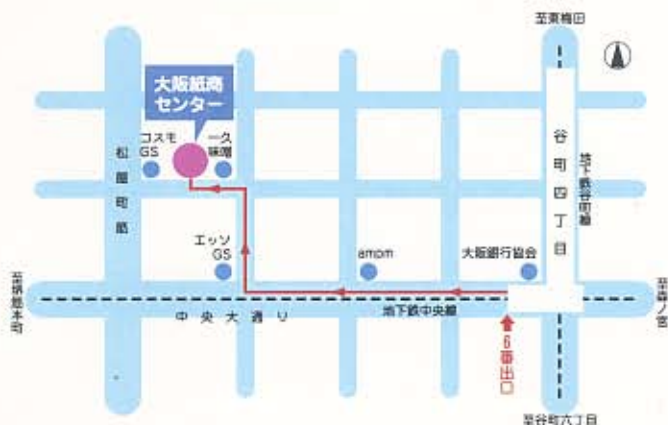 至東梅田
大阪紙商
センター
コスモ
GS
一久
味噌
松屋町筋
谷町四丁目
地下鉄谷町線
エッソ
GS
ampm
大阪銀行協会
至堺筋本町
至森ノ宮
中央大通り
地下鉄中央線
6番出口
至谷町六丁目